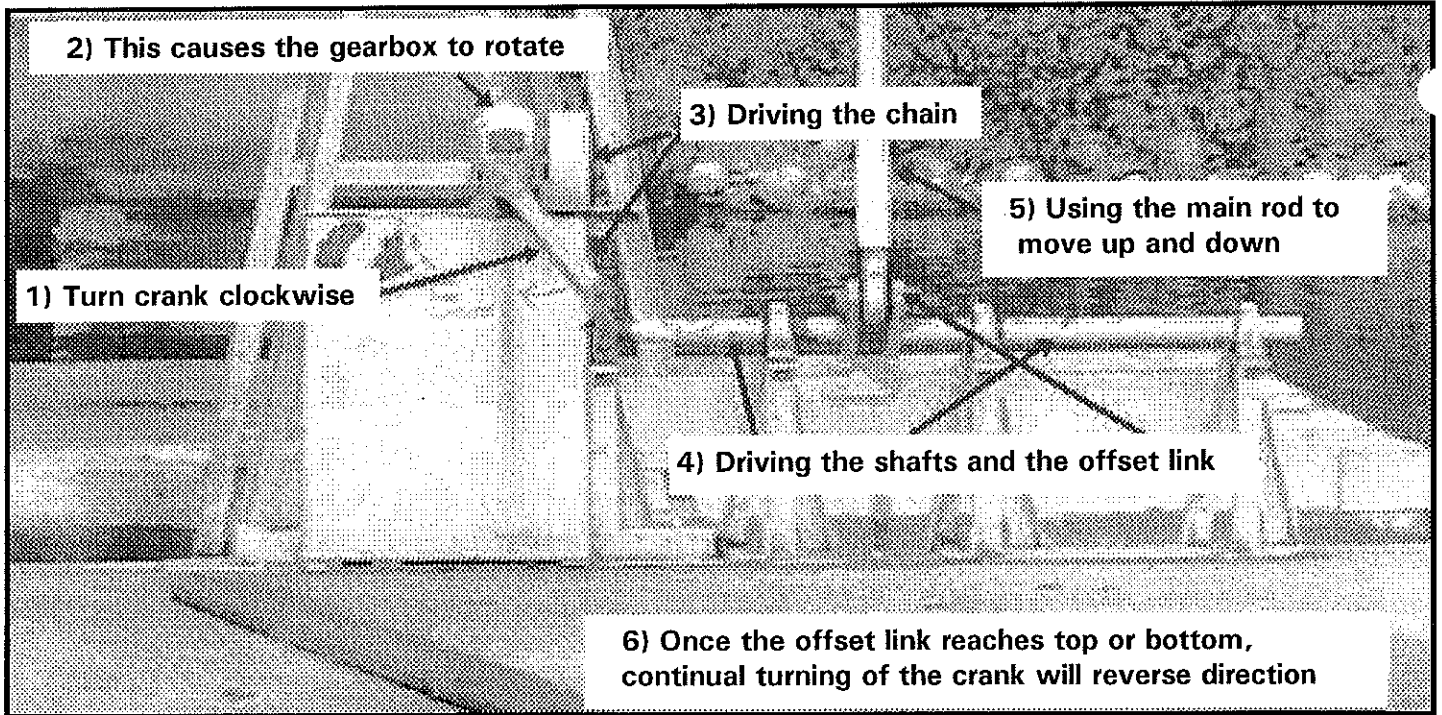 2) This causes the gearbox to rotate
3) Driving the chain
5) Using the main rod to
move up and down
1) Turn crank clockwise
4) Driving the shafts and the offset link
6) Once the offset link reaches top or bottom,
continual turning of the crank will reverse direction